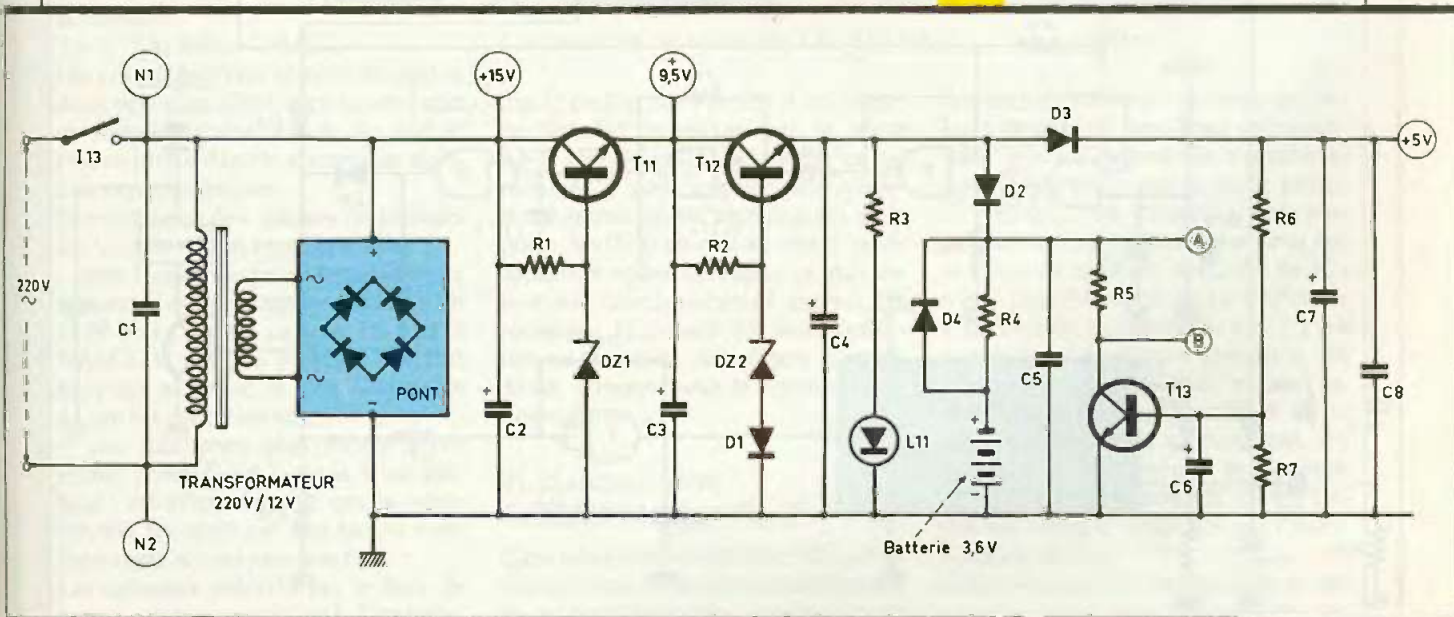 N1
+15V
+
9,5V
D3
+5V
I 13
T11
T12
D2
R6
R3
A
R1
R2
220V
~
C1
~
~
+
-
PONT
D4
R4
R5
+
C7
+
C4
B
DZ1
DZ2
C5
T13
C8
+
C2
+
C3
D1
L11
+
-
+
C6
R7
TRANSFORMATEUR
220V/12V
N2
Batterie 3,6V